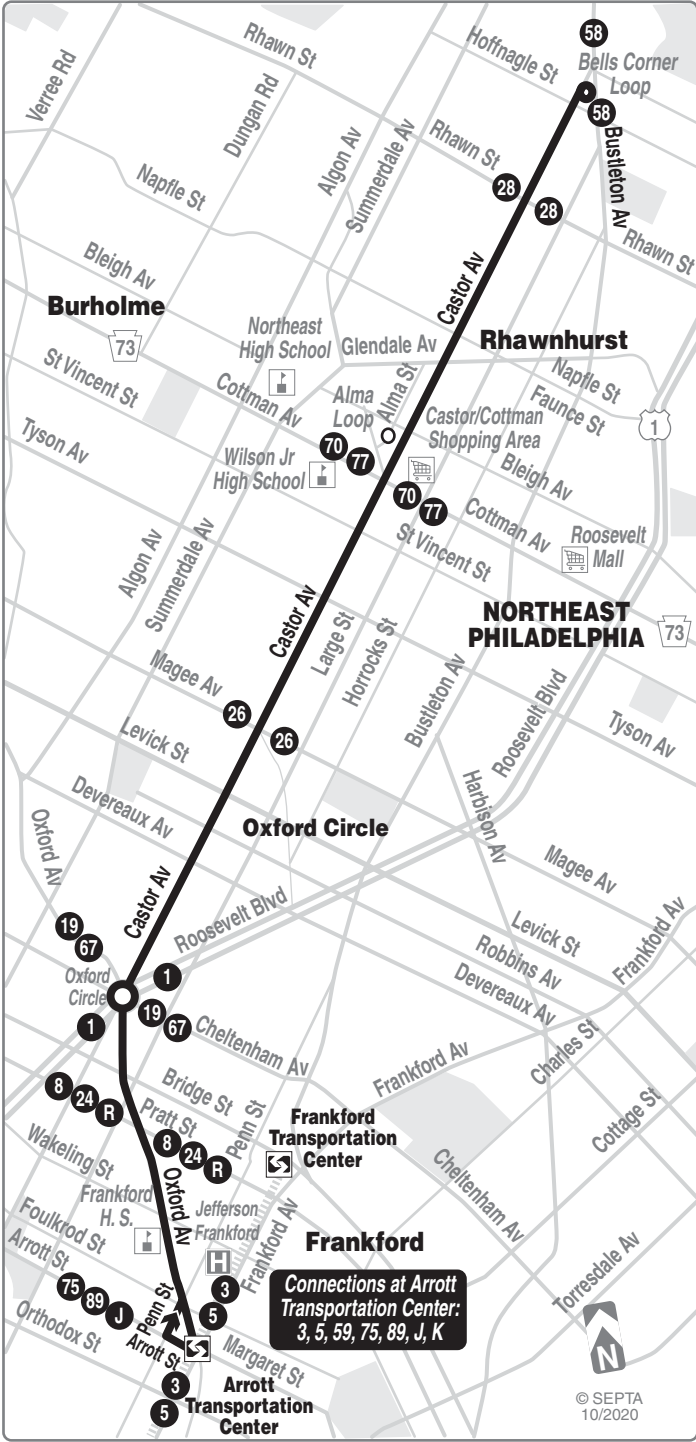 58
Hoffnagle St
Rhawn St
Bells Corner
Loop
Verree Rd
58
Dungan Rd
Bustleton Av
Algon Av
Summerdale Av
Rhawn St
28
28
Napfle St
Rhawn St
Bleigh Av
Castor Av
Burholme
Northeast
High School
73
Glendale Av
Rhawnhurst
St Vincent St
Cottman Av
Alma
Loop
Alma St
Napfle St
Faunce St
1
Castor/Cottman
Shopping Area
Tyson Av
70
77
Wilson Jr
High School
Bleigh Av
70
77
Cottman Av
St Vincent St
Roosevelt
Mall
Algon Av
Summerdale Av
NORTHEAST
PHILADELPHIA
73
Castor Av
Large St
Horrocks St
Magee Av
Bustleton Av
Roosevelt Blvd
26
26
Tyson Av
Levick St
Harbison Av
Devereaux Av
Oxford Circle
Oxford Av
Magee Av
Castor Av
Roosevelt Blvd
Levick St
Frankford Av
19
67
Robbins Av
Oxford
Circle
1
Devereaux Av
1
19
67
Cheltenham Av
Charles St
Frankford Av
Bridge St
8
24
R
Pratt St
Penn St
Frankford
Transportation
Center
Cottage St
Wakeling St
8
24
R
Cheltenham Av
Oxford Av
Frankford
H. S.
Jefferson
Frankford
Frankford Av
Foulkrod St
H
Frankford
Torresdale Av
Arrott St
75
89
J
Penn St
3
5
Connections at Arrott
Transportation Center:
3, 5, 59, 75, 89, J, K
Orthodox St
Arrott St
Margaret St
N
3
5
Arrott
Transportation
Center
© SEPTA
10/2020